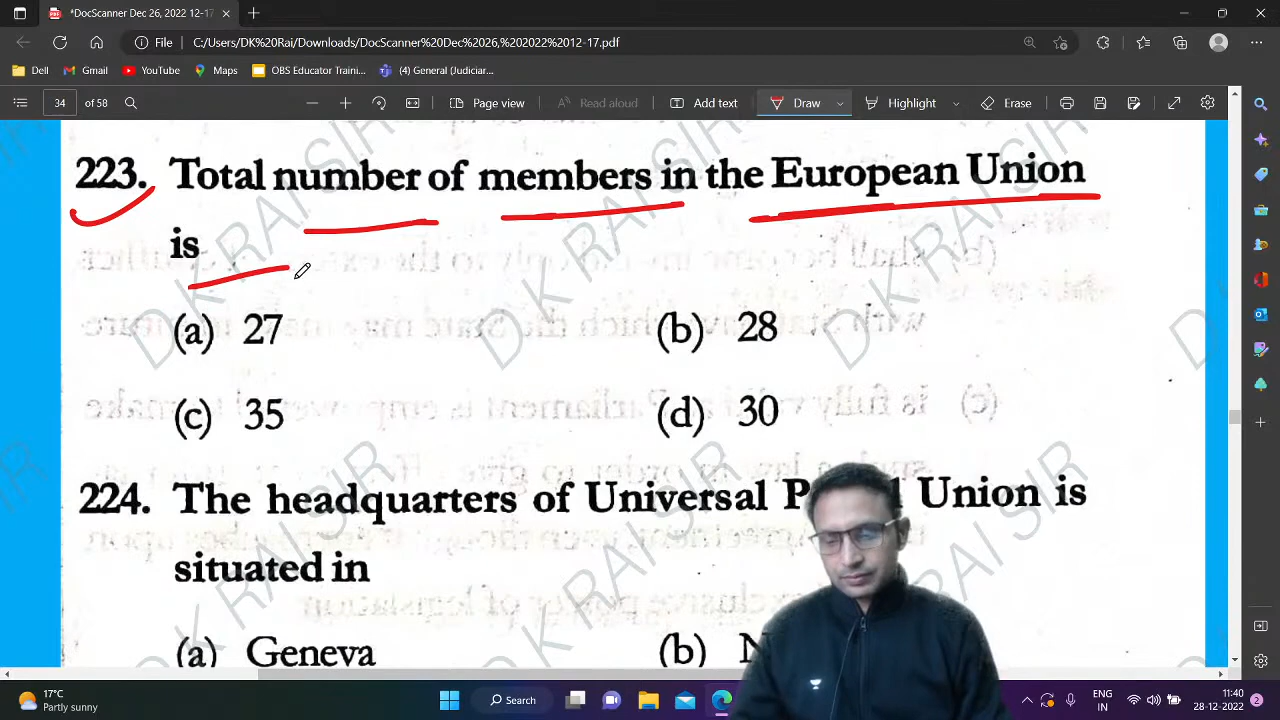 *DocScanner Dec 26, 2022 12-17
File C:/Users/DK%20Rai/Downloads/DocScanner%20Dec%2026,%202022%2012-17.pdf
Dell Gmail YouTube Maps OBS Educator Traini... (4) General (Judiciar...
34 of 58 Page view Read aloud Add text Draw Highlight Erase
223. Total number of members in the European Union
is
(a) 27 (b) 28
(c) 35 (d) 30
224. The headquarters of Universal Union is
situated in
(a) Geneva (b)
D K RAI SIR
17°C
Partly sunny
Search
ENG
IN
11:40
28-12-2022
2